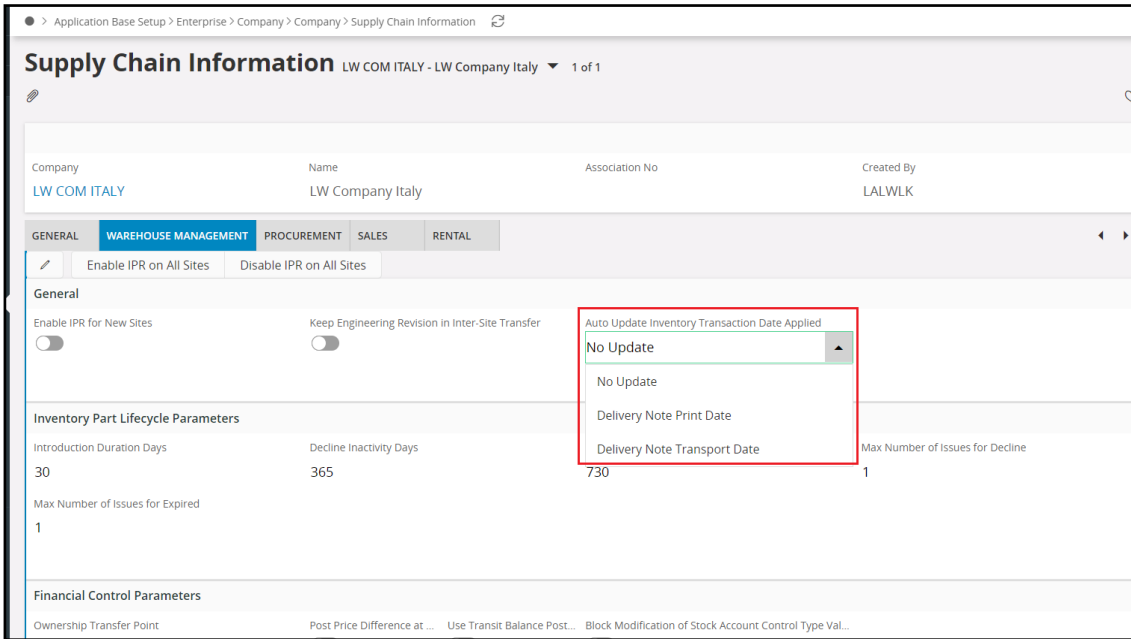 > Application Base Setup > Enterprise > Company > Company > Supply Chain Information
Supply Chain Information LW COM ITALY - LW Company Italy 1 of 1
Company Name Association No Created By
LW COM ITALY LW Company Italy LALWLK
GENERAL WAREHOUSE MANAGEMENT PROCUREMENT SALES RENTAL
Enable IPR on All Sites Disable IPR on All Sites
General
Enable IPR for New Sites Keep Engineering Revision in Inter-Site Transfer Auto Update Inventory Transaction Date Applied
No Update
No Update
Delivery Note Print Date
Delivery Note Transport Date
Inventory Part Lifecycle Parameters
Introduction Duration Days Decline Inactivity Days Max Number of Issues for Decline
30 365 730 1
Max Number of Issues for Expired
1
Financial Control Parameters
Ownership Transfer Point Post Price Difference at ... Use Transit Balance Post... Block Modification of Stock Account Control Type Val...